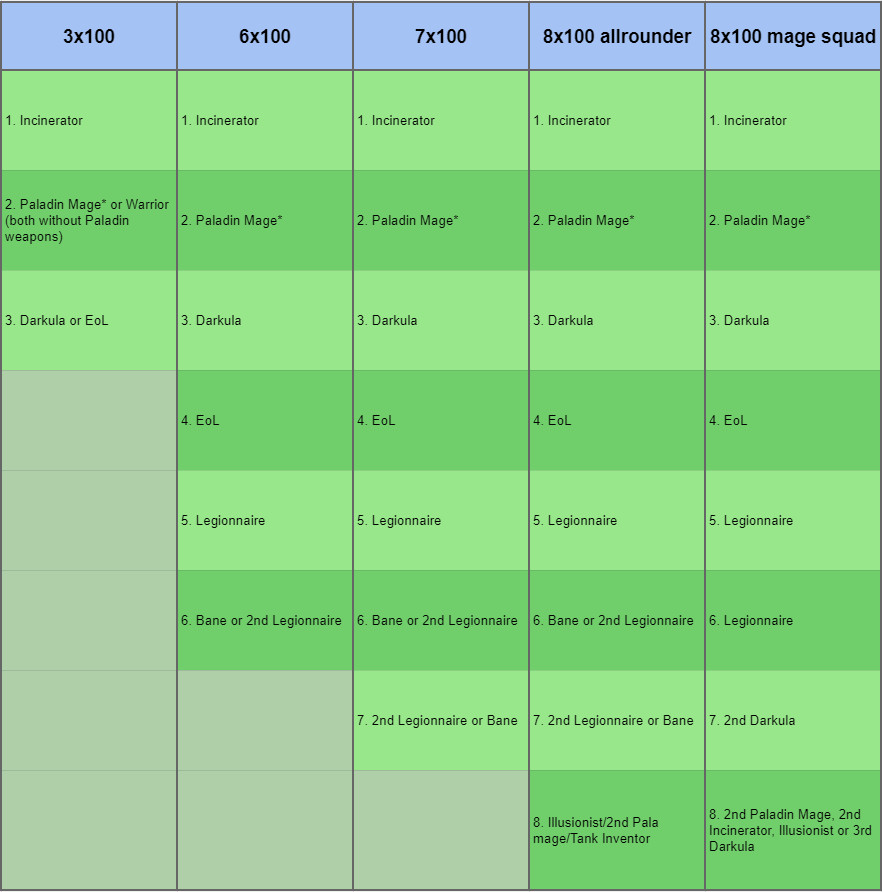 3x100
6x100
7x100
8x100 allrounder
8x100 mage squad
1. Incinerator
1. Incinerator
1. Incinerator
1. Incinerator
1. Incinerator
2. Paladin Mage* or Warrior
(both without Paladin
weapons)
2. Paladin Mage*
2. Paladin Mage*
2. Paladin Mage*
2. Paladin Mage*
3. Darkula or EoL
3. Darkula
3. Darkula
3. Darkula
3. Darkula
4. EoL
4. EoL
4. EoL
4. EoL
5. Legionnaire
5. Legionnaire
5. Legionnaire
5. Legionnaire
6. Bane or 2nd Legionnaire
6. Bane or 2nd Legionnaire
6. Bane or 2nd Legionnaire
6. Legionnaire
7. 2nd Legionnaire or Bane
7. 2nd Legionnaire or Bane
7. 2nd Darkula
8. Illusionist/2nd Pala
mage/Tank Inventor
8. 2nd Paladin Mage, 2nd
Incinerator, Illusionist or 3rd
Darkula